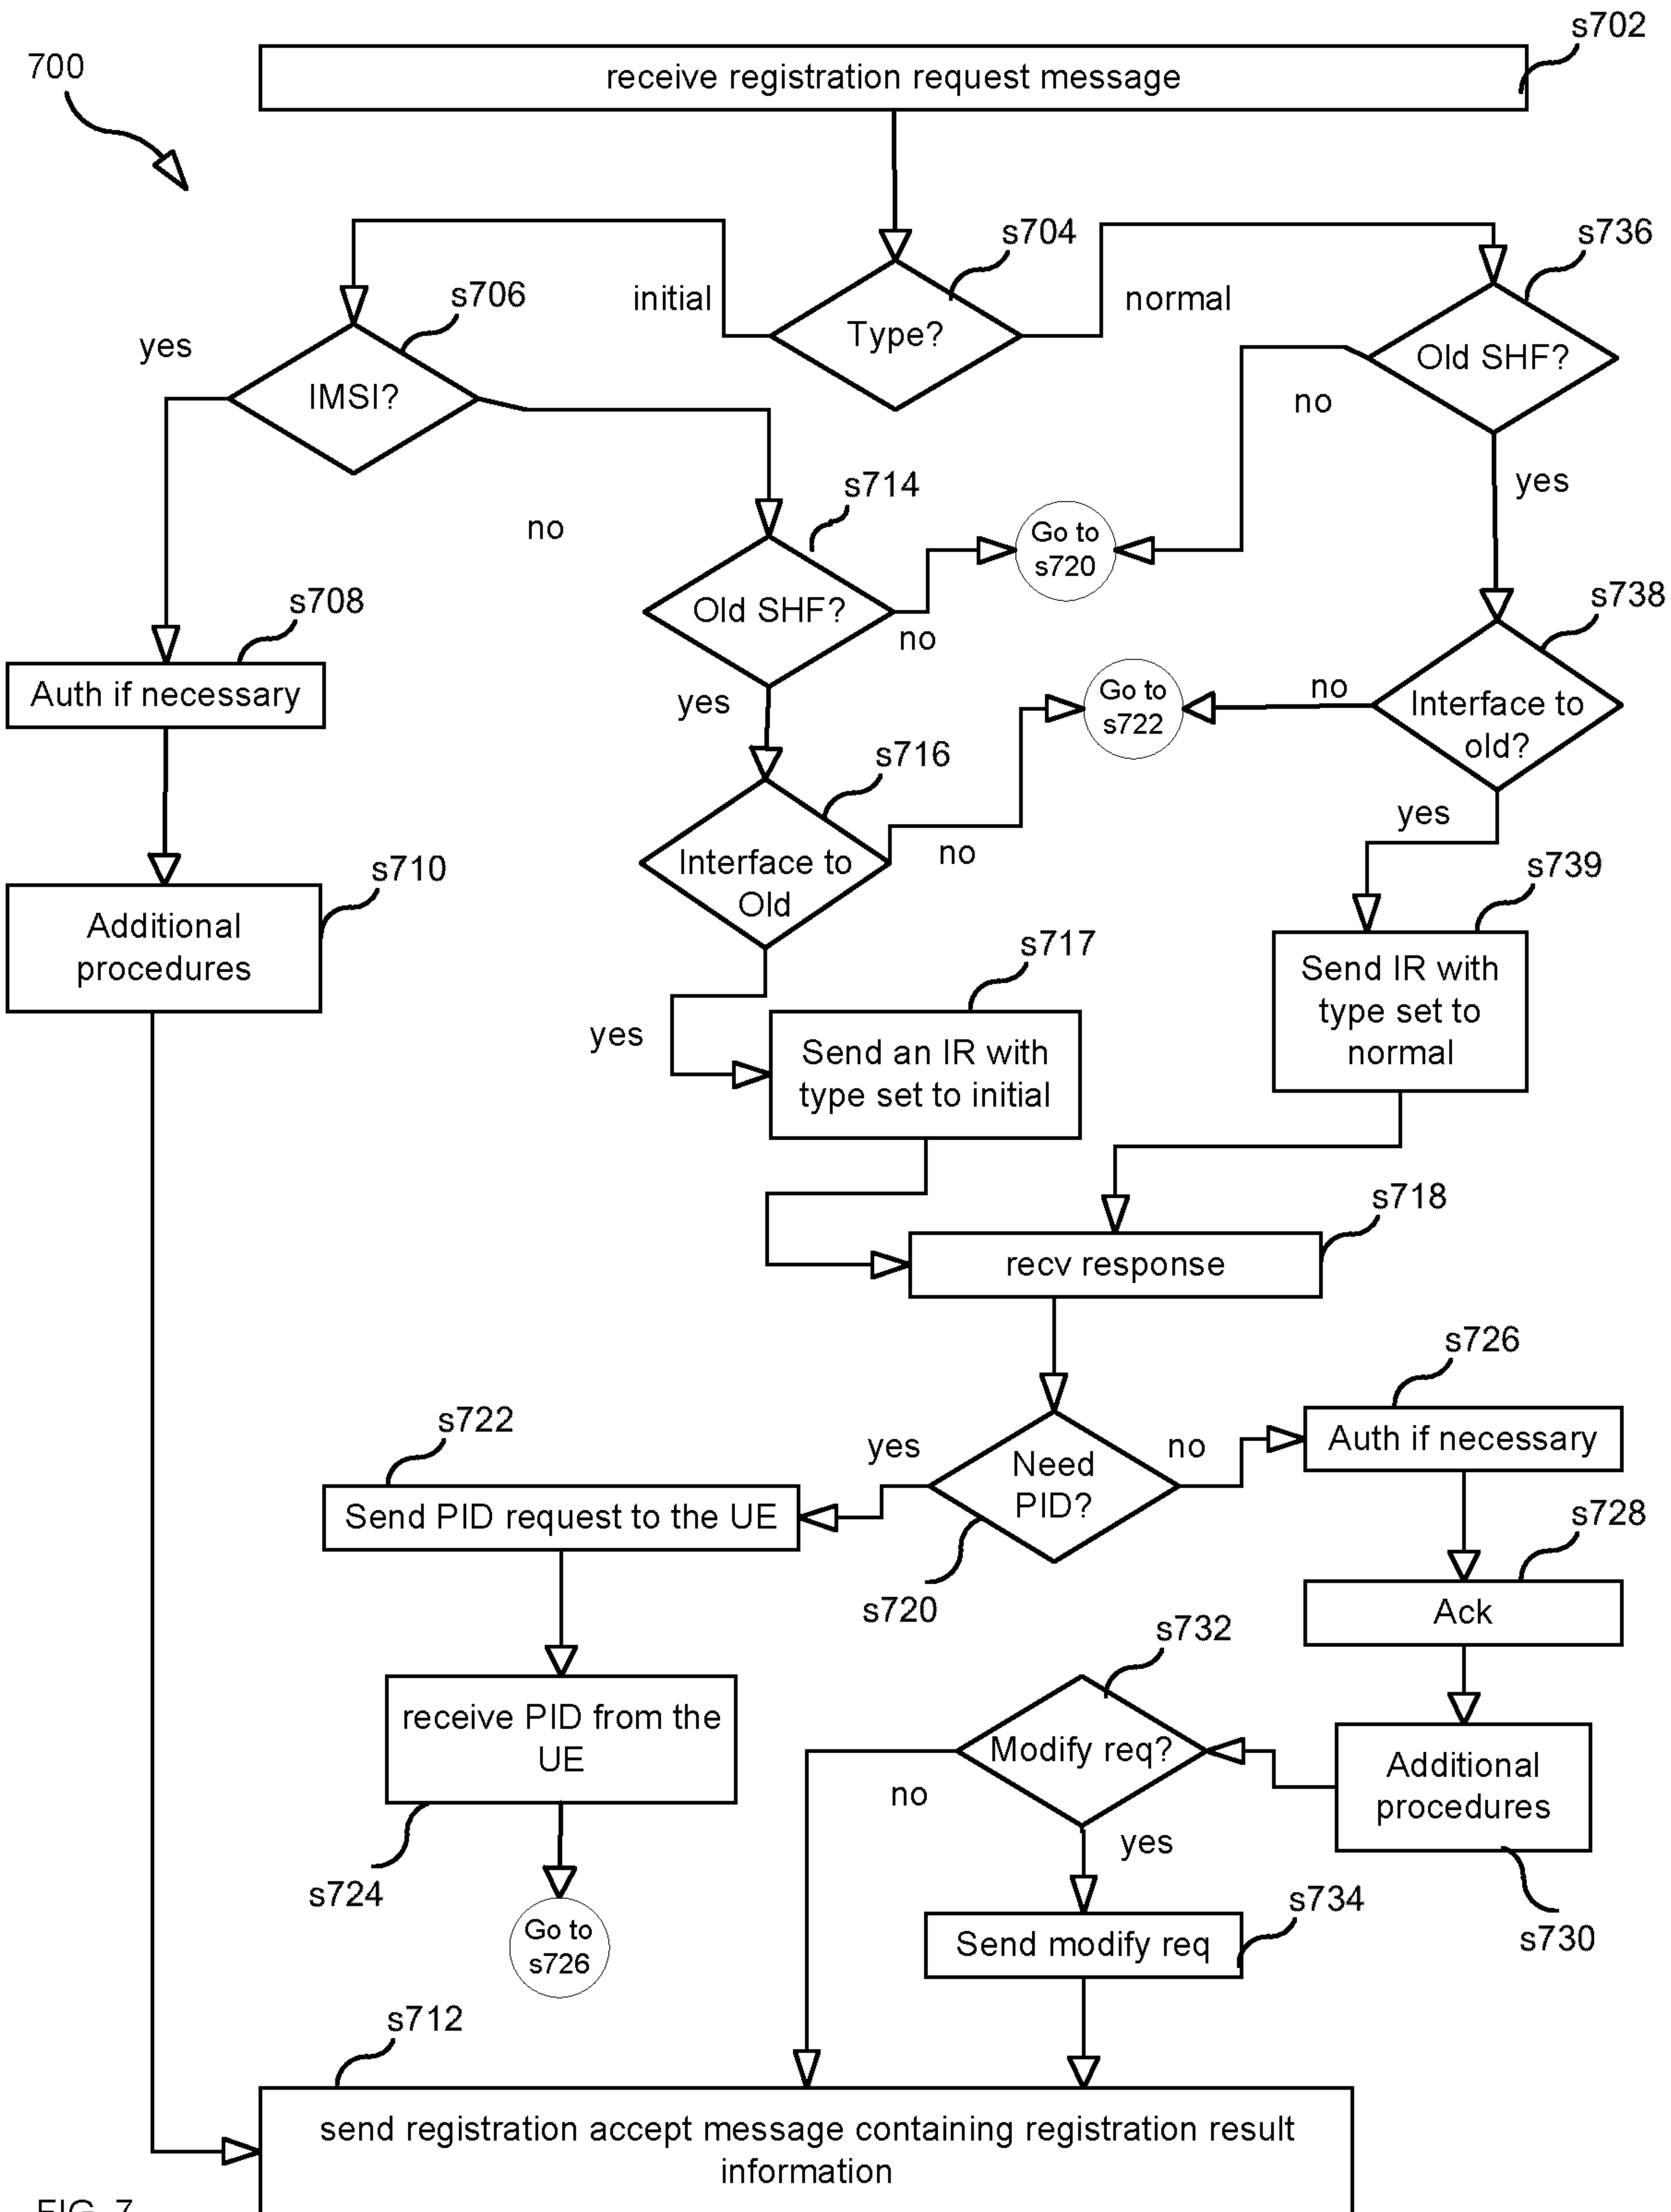 s702
700
receive registration request message
s704
s736
s706
initial
normal
yes
Type?
Old SHF?
IMSI?
no
s714
yes
no
Go to
s720
s708
s738
Old SHF?
no
Auth if necessary
yes
Go to
s722
no
Interface to
old?
s716
yes
s710
Interface to
Old
no
s739
Additional
procedures
s717
Send IR with
type set to
normal
yes
Send an IR with
type set to initial
s718
recv response
s726
s722
yes
no
Need
PID?
Auth if necessary
Send PID request to the UE
s728
s720
Ack
s732
receive PID from the
UE
Modify req?
Additional
procedures
no
yes
s724
s734
Go to
s726
Send modify req
s730
s712
send registration accept message containing registration result
information
FIG. 7